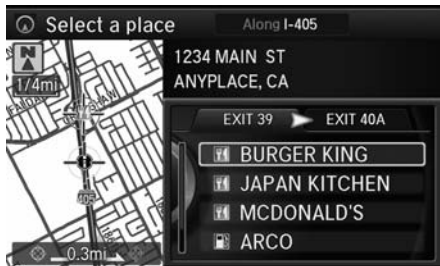 Select a place
Along I-405
N
1/4mi
1234 MAIN ST
ANYPLACE, CA
EXIT 39
EXIT 40A
BURGER KING
JAPAN KITCHEN
MCDONALD'S
ARCO
405
0.3mi